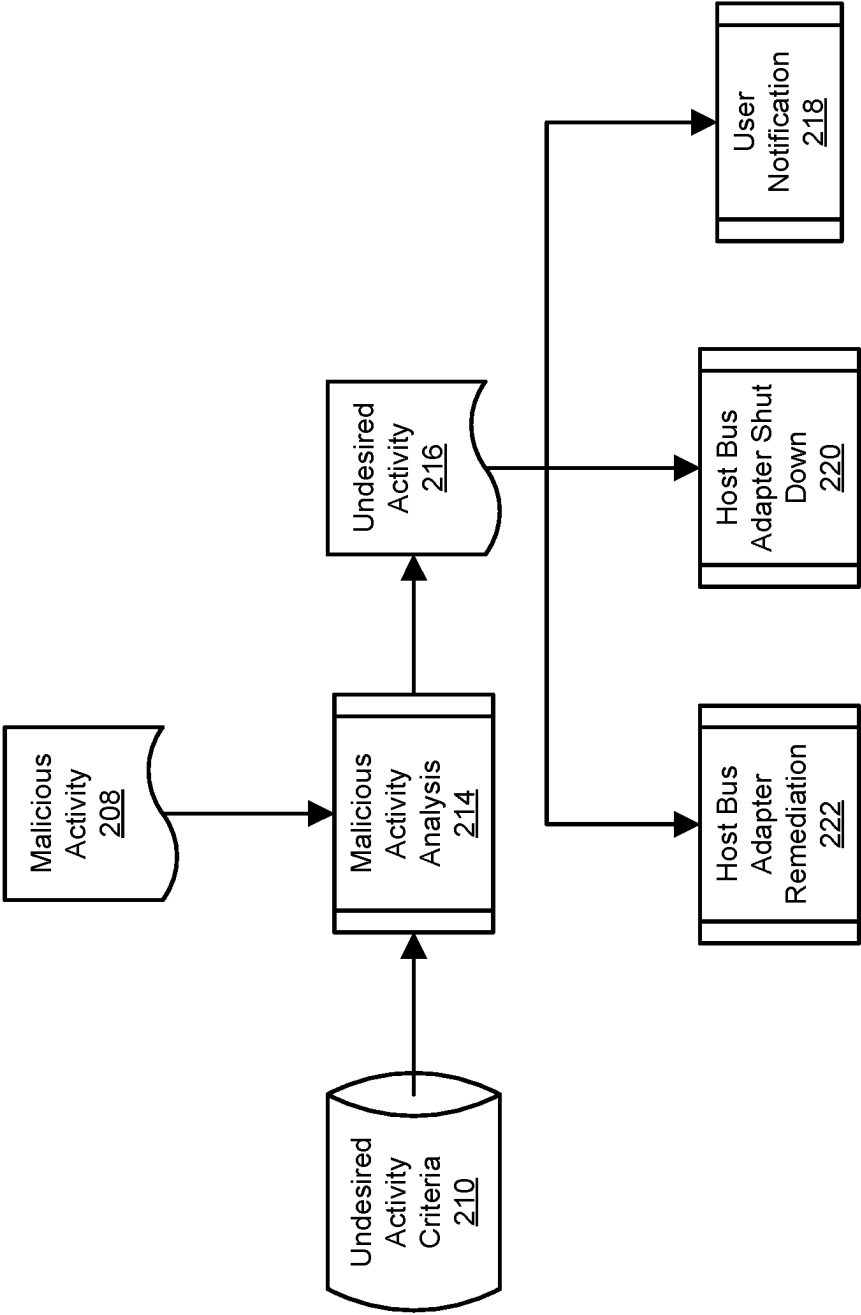 Malicious
Activity
208
Undesired
Activity
Criteria
210
Malicious
Activity
Analysis
214
Undesired
Activity
216
Host Bus
Adapter
Remediation
222
Host Bus
Adapter Shut
Down
220
User
Notification
218